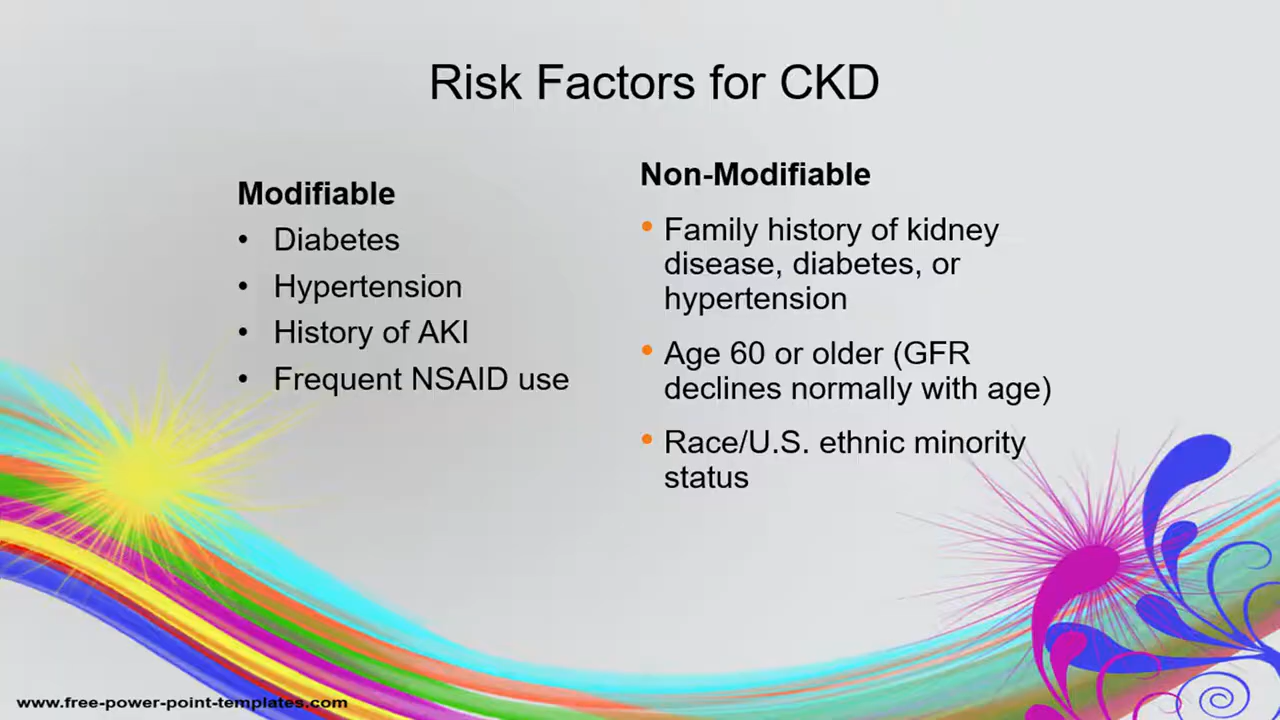 Risk Factors for CKD
Modifiable
• Diabetes
• Hypertension
• History of AKI
• Frequent NSAID use
Non-Modifiable
• Family history of kidney
disease, diabetes, or
hypertension
• Age 60 or older (GFR
declines normally with age)
• Race/U.S. ethnic minority
status
www.free-power-point-templates.com